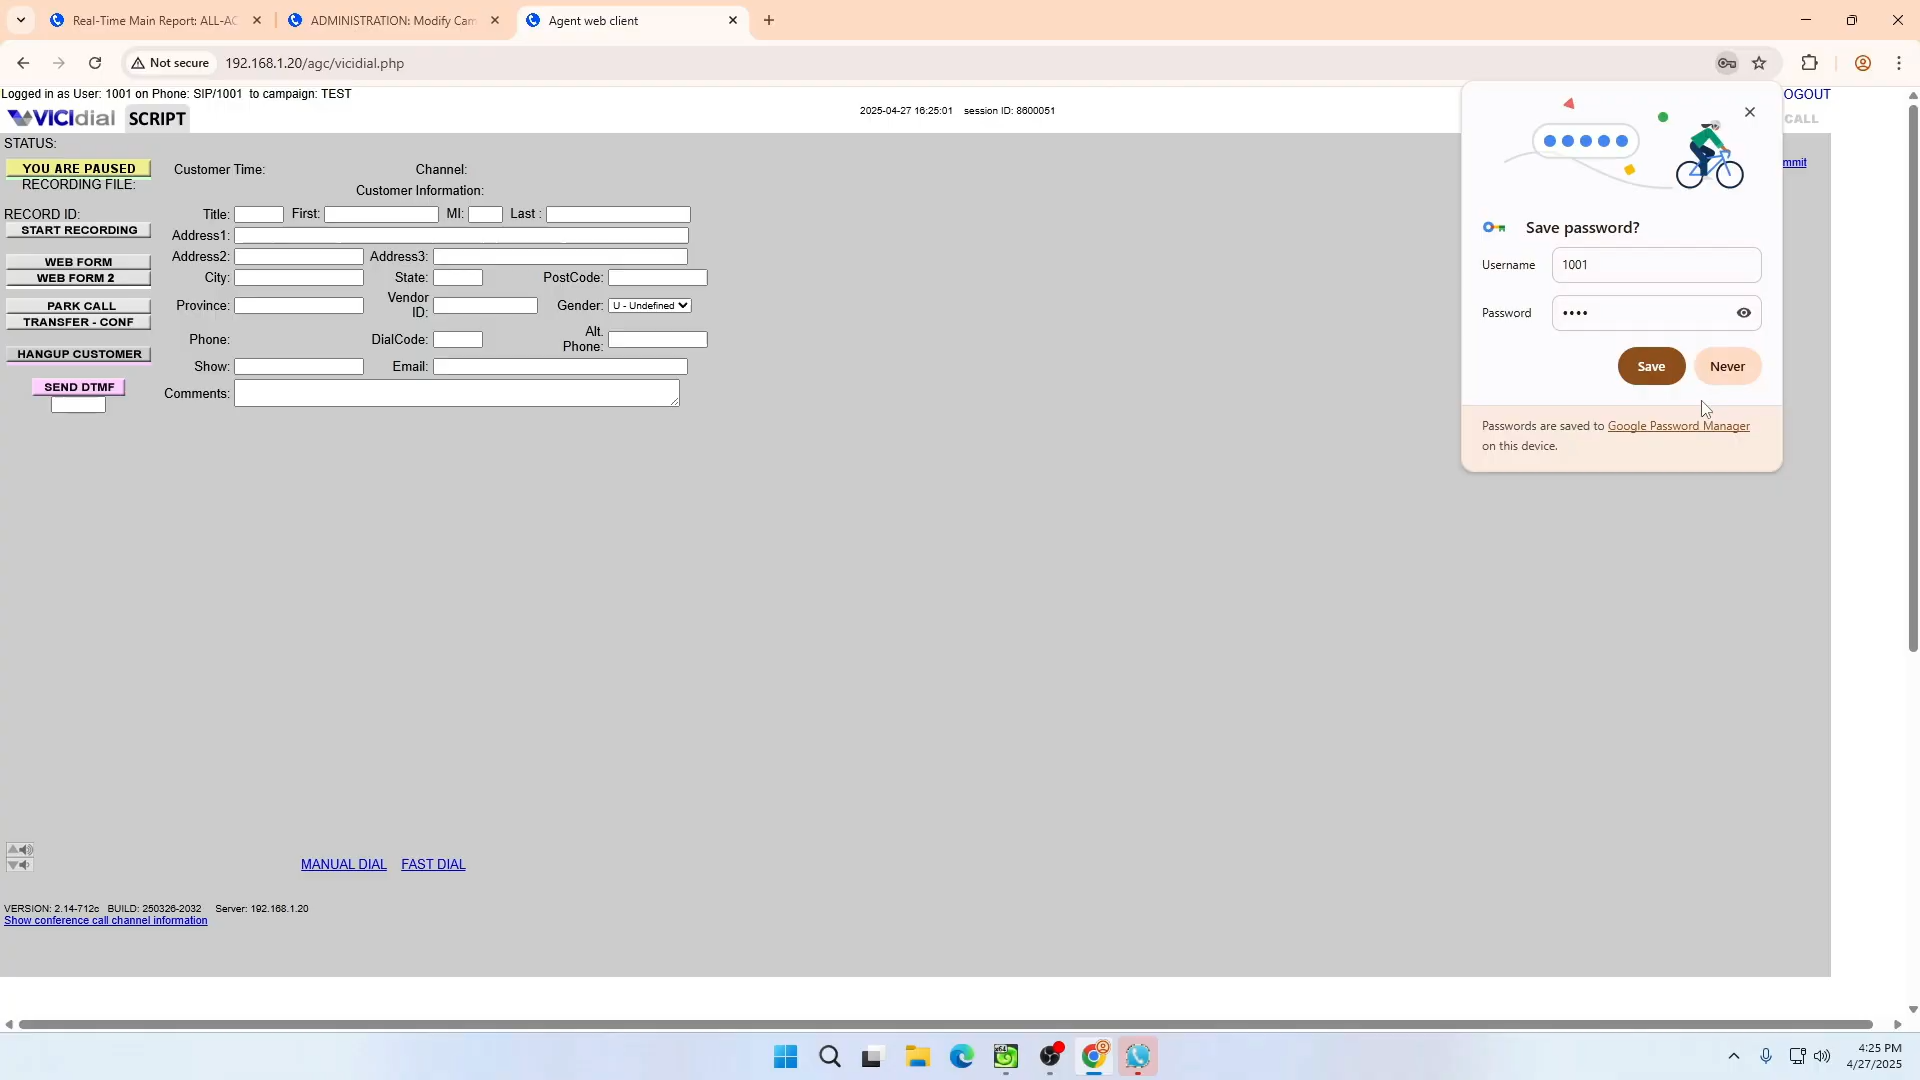 Real-Time Main Report: ALL-AC
ADMINISTRATION: Modify Cam
Agent web client
Not secure
192.168.1.20/agc/vicidial.php
Logged in as User: 1001 on Phone: SIP/1001 to campaign: TEST
OGOUT
VICIdial
SCRIPT
2025-04-27 16:25:01 session ID: 8600051
CALL
STATUS:
YOU ARE PAUSED
RECORDING FILE:
mmit
Customer Time:
Channel:
Customer Information:
RECORD ID:
START RECORDING
WEB FORM
WEB FORM 2
PARK CALL
TRANSFER - CONF
HANGUP CUSTOMER
SEND DTMF
Title: First: MI: Last :
Address1:
Address2: Address3:
City: State: PostCode:
Province: Vendor ID: Gender: U - Undefined
Phone: DialCode: Alt. Phone:
Show: Email:
Comments:
Save password?
Username 1001
Password ••••
Save Never
Passwords are saved to Google Password Manager
on this device.
MANUAL DIAL FAST DIAL
VERSION: 2.14-712c BUILD: 250326-2032 Server: 192.168.1.20
Show conference call channel information
x64
4:25 PM
4/27/2025